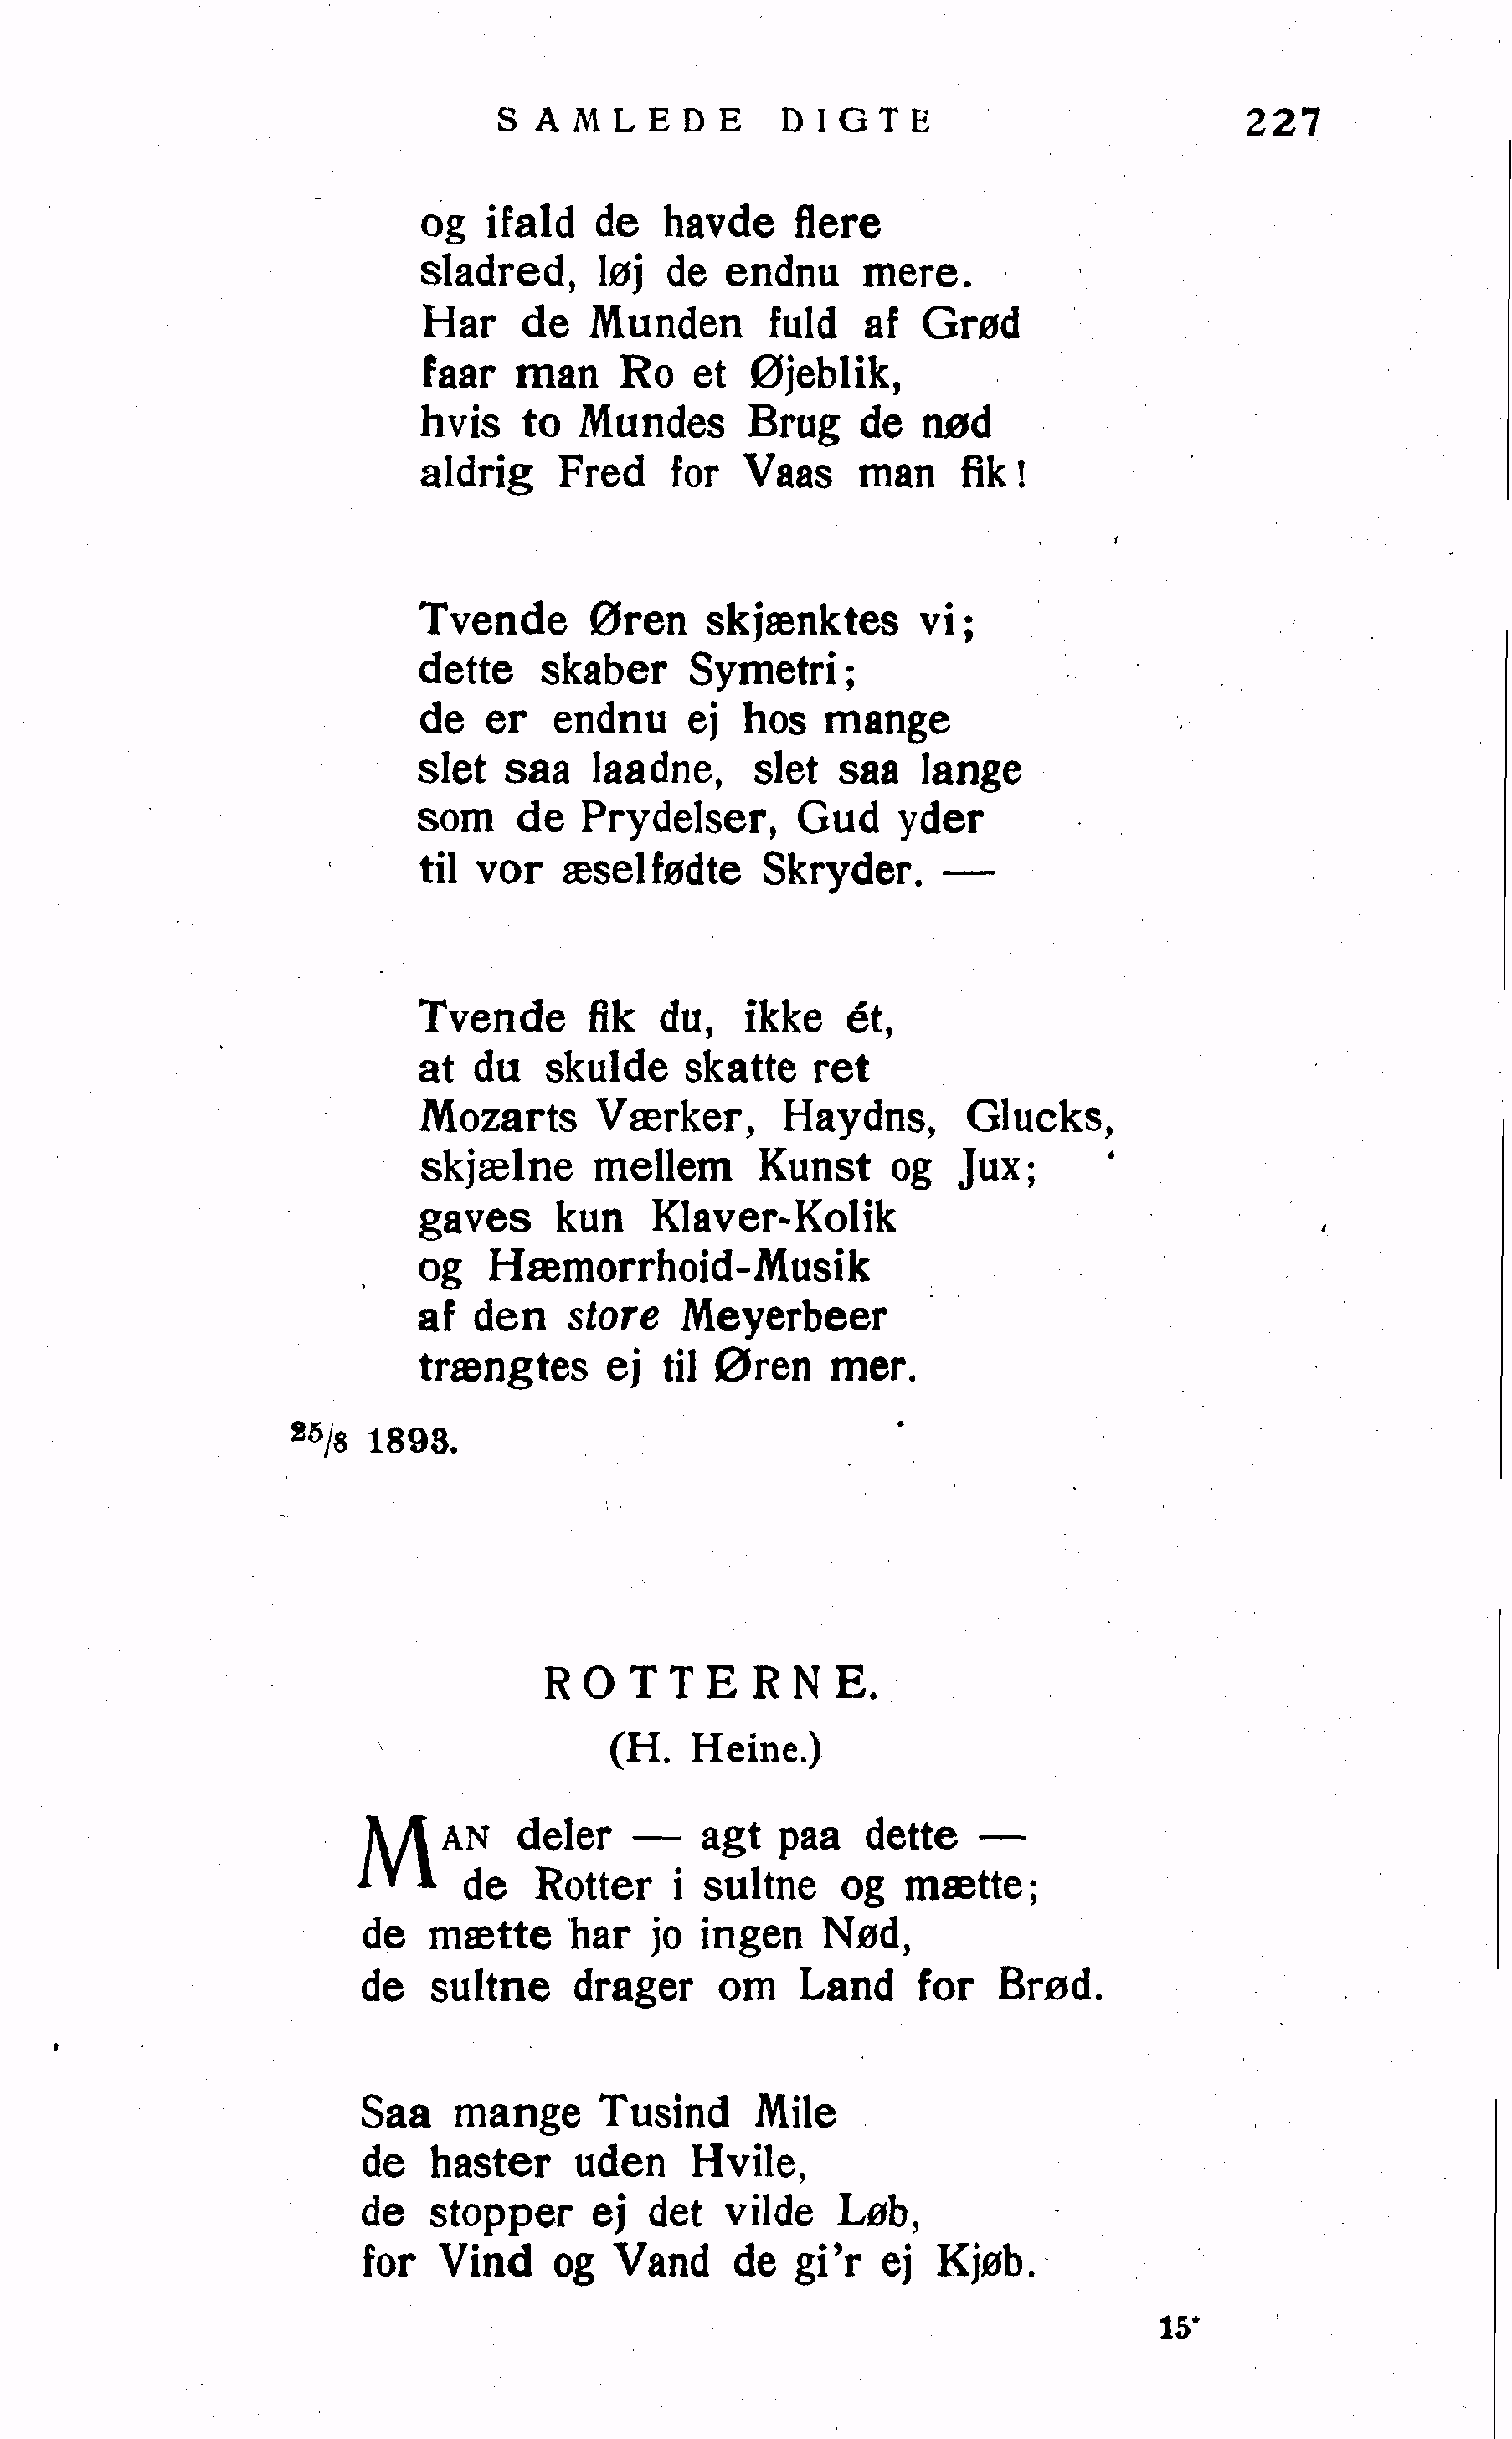 SAMLEDE DIGTE 227
og ifald de havde flere
sladred, løj de endnu mere.
Har de Munden fuld af Grød
faar man Ro et Øjeblik,
hvis to Mundes Brug de nød
aldrig Fred for Vaas man fik!
Tvende Øren skjænktes vi;
dette skaber Symetri;
de er endnu ej hos mange
slet saa laadne, slet saa lange
som de Prydelser, Gud yder
til vor æselfødte Skryder. —
Tvende fik du, ikke ét,
at du skulde skatte ret
Mozarts Værker, Haydns, Glucks,
skjælne mellem Kunst og Jux;
gaves kun Klaver-Kolik
og Hæmorrhoid-Musik
af den store Meyerbeer
trængtes ej til Øren mer.
25/8 1893.
ROTTERNE.
(H. Heine.)
MAN deler — agt paa dette —
de Rotter i sultne og mætte;
de mætte har jo ingen Nød,
de sultne drager om Land for Brød.
Saa mange Tusind Mile
de haster uden Hvile,
de stopper ej det vilde Løb,
for Vind og Vand de gi'r ej Kjøb.
15*